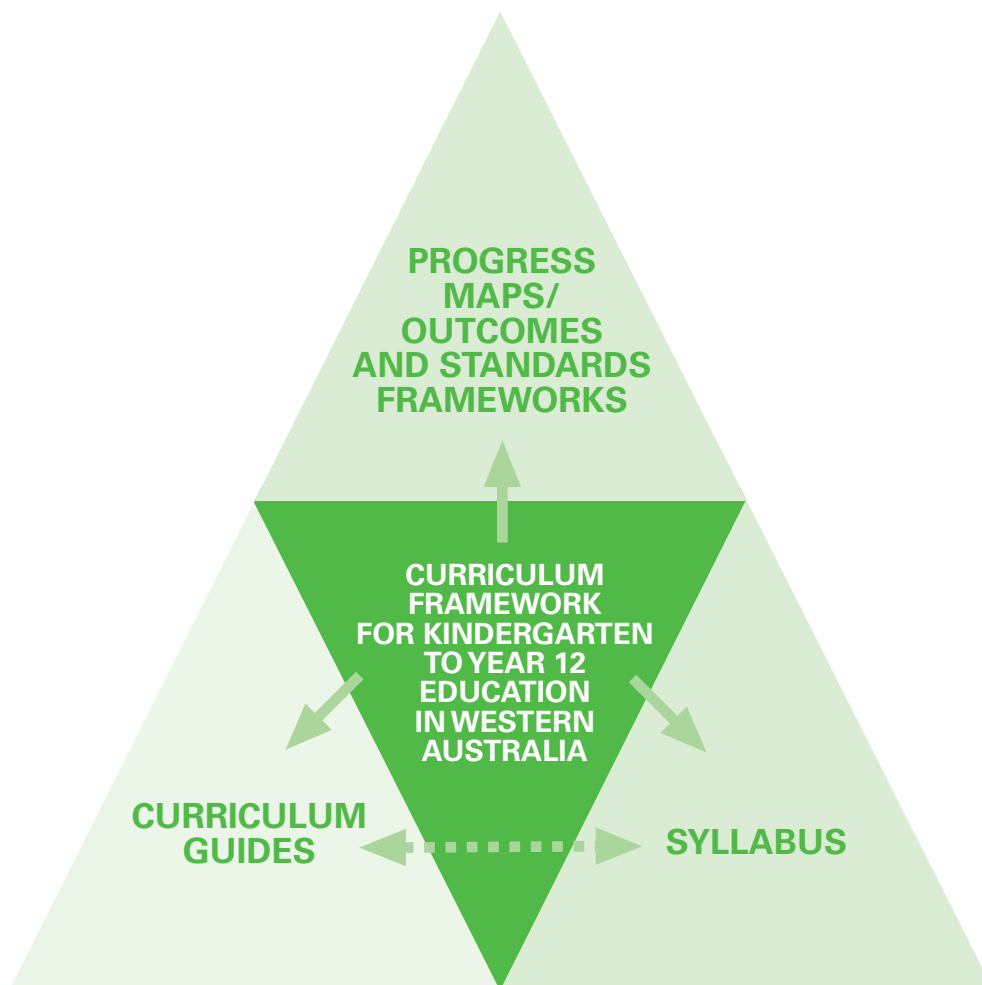 PROGRESS
MAPS/
OUTCOMES
AND STANDARDS
FRAMEWORKS
CURRICULUM
FRAMEWORK
FOR KINDERGARTEN
TO YEAR 12
EDUCATION
IN WESTERN
AUSTRALIA
CURRICULUM
GUIDES
SYLLABUS